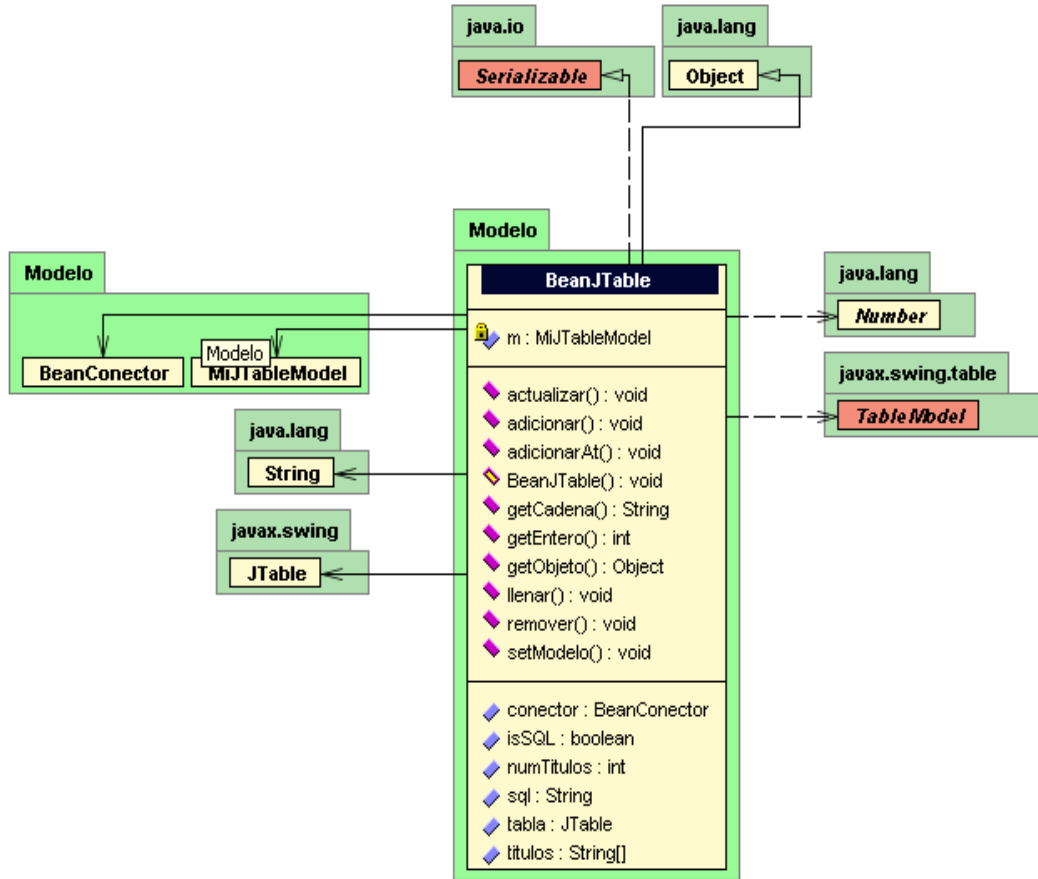 java.io
java.lang
Serializable
Object
Modelo
Modelo
BeanJTable
java.lang
Number
m : MiJTableModel
Modelo
BeanConector
MiJTableModel
javax.swing.table
TableModel
actualizar() : void
adicionar() : void
adicionarAt() : void
BeanJTable() : void
getCadena() : String
getEntero() : int
getObjeto() : Object
llenar() : void
remover() : void
setModelo() : void
java.lang
String
javax.swing
JTable
conector : BeanConector
isSQL : boolean
numTitulos : int
sql : String
tabla : JTable
titulos : String[]